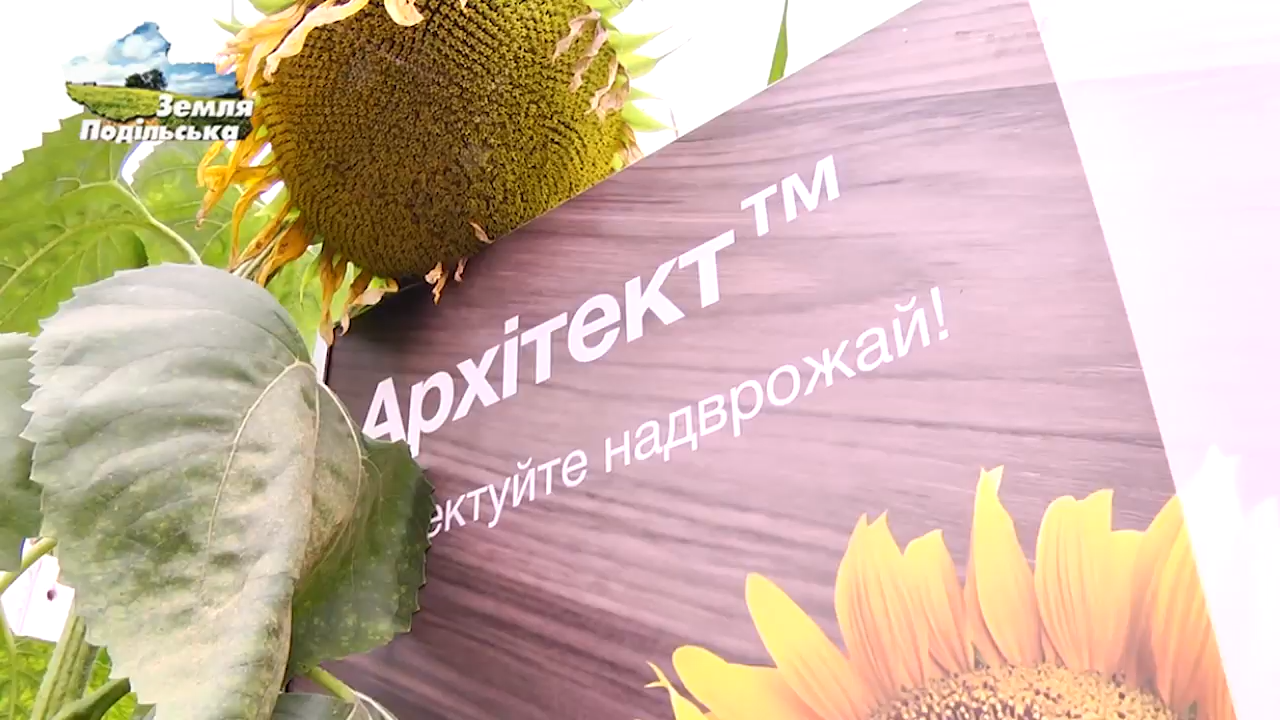 Земля
Подільська
Архітект™
ектуйте надврожай!